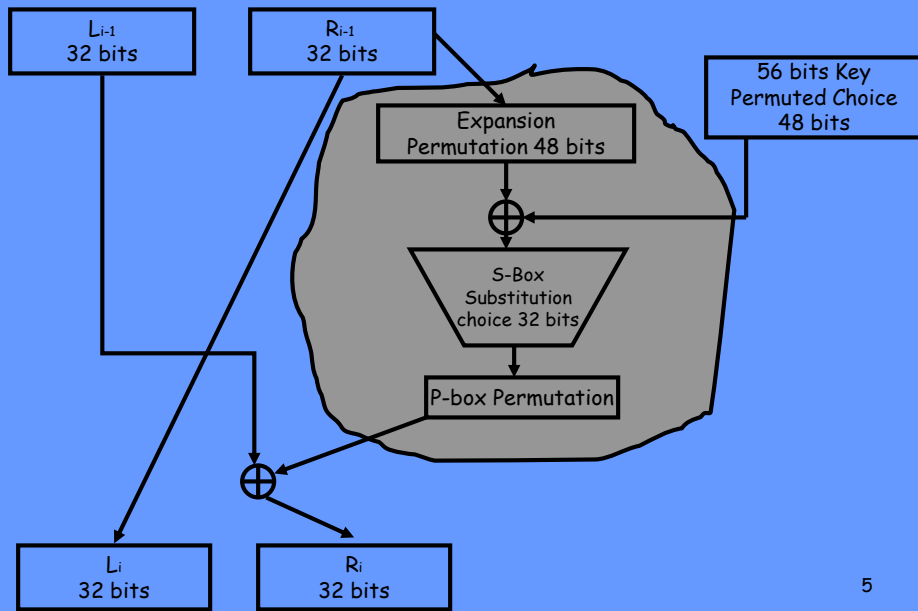 Li-1
32 bits
Ri-1
32 bits
56 bits Key
Permuted Choice
48 bits
Expansion
Permutation 48 bits
S-Box
Substitution
choice 32 bits
P-box Permutation
Li
32 bits
Ri
32 bits
5